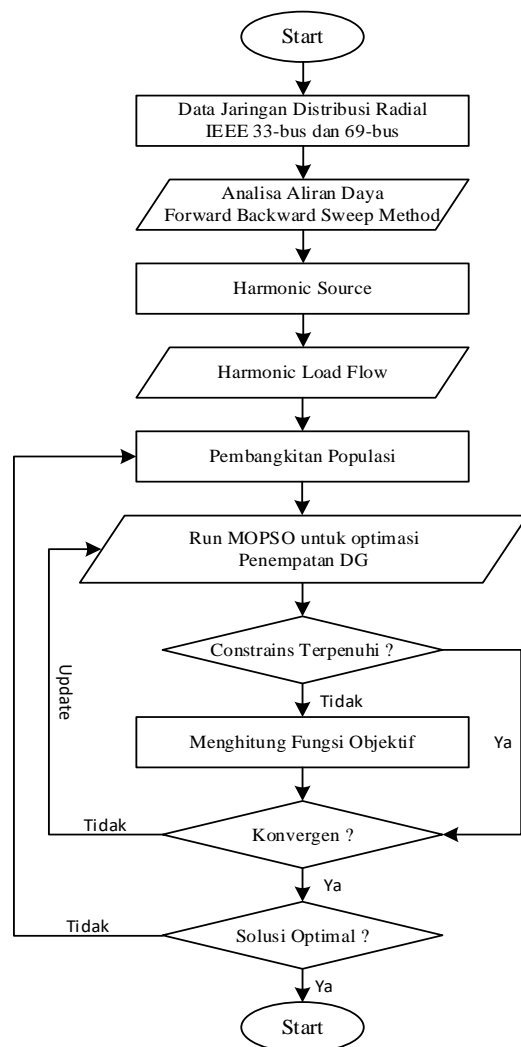 Start
Data Jaringan Distribusi Radial
IEEE 33-bus dan 69-bus
Analisa Aliran Daya
Forward Backward Sweep Method
Harmonic Source
Harmonic Load Flow
Pembangkitan Populasi
Run MOPSO untuk optimasi
Penempatan DG
Constrains Terpenuhi ?
Update
Tidak
Ya
Menghitung Fungsi Objektif
Tidak
Konvergen ?
Ya
Tidak
Solusi Optimal ?
Ya
Start